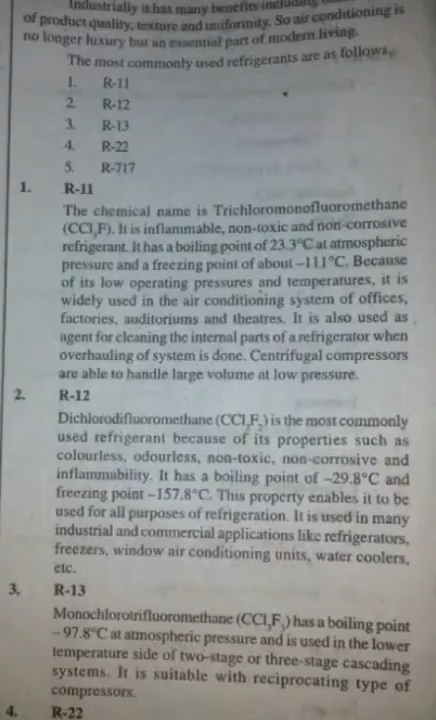 Industrially it has many benefits including
of product quality, texture and uniformity. So air conditioning is
no longer luxury but an essential part of modern living.
The most commonly used refrigerants are as follows.
1. R-11
2. R-12
3. R-13
4. R-22
5. R-717
1. R-11
The chemical name is Trichloromonofluoromethane
(CCl₃F). It is inflammable, non-toxic and non-corrosive
refrigerant. It has a boiling point of 23.3°C at atmospheric
pressure and a freezing point of about –111°C. Because
of its low operating pressures and temperatures, it is
widely used in the air conditioning system of offices,
factories, auditoriums and theatres. It is also used as
agent for cleaning the internal parts of a refrigerator when
overhauling of system is done. Centrifugal compressors
are able to handle large volume at low pressure.
2. R-12
Dichlorodifluoromethane (CCl₂F₂) is the most commonly
used refrigerant because of its properties such as
colourless, odourless, non-toxic, non-corrosive and
inflammability. It has a boiling point of –29.8°C and
freezing point –157.8°C. This property enables it to be
used for all purposes of refrigeration. It is used in many
industrial and commercial applications like refrigerators,
freezers, window air conditioning units, water coolers,
etc.
3. R-13
Monochlorotrifluoromethane (CCl₃F₃) has a boiling point
– 97.8°C at atmospheric pressure and is used in the lower
temperature side of two-stage or three-stage cascading
systems. It is suitable with reciprocating type of
compressors.
4. R-22